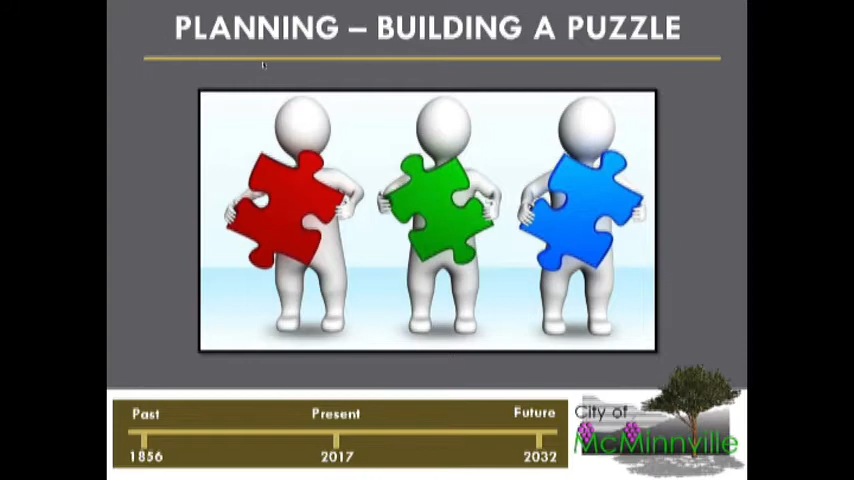 PLANNING – BUILDING A PUZZLE
Past Present Future
1856 2017 2032
City of
McMinnville